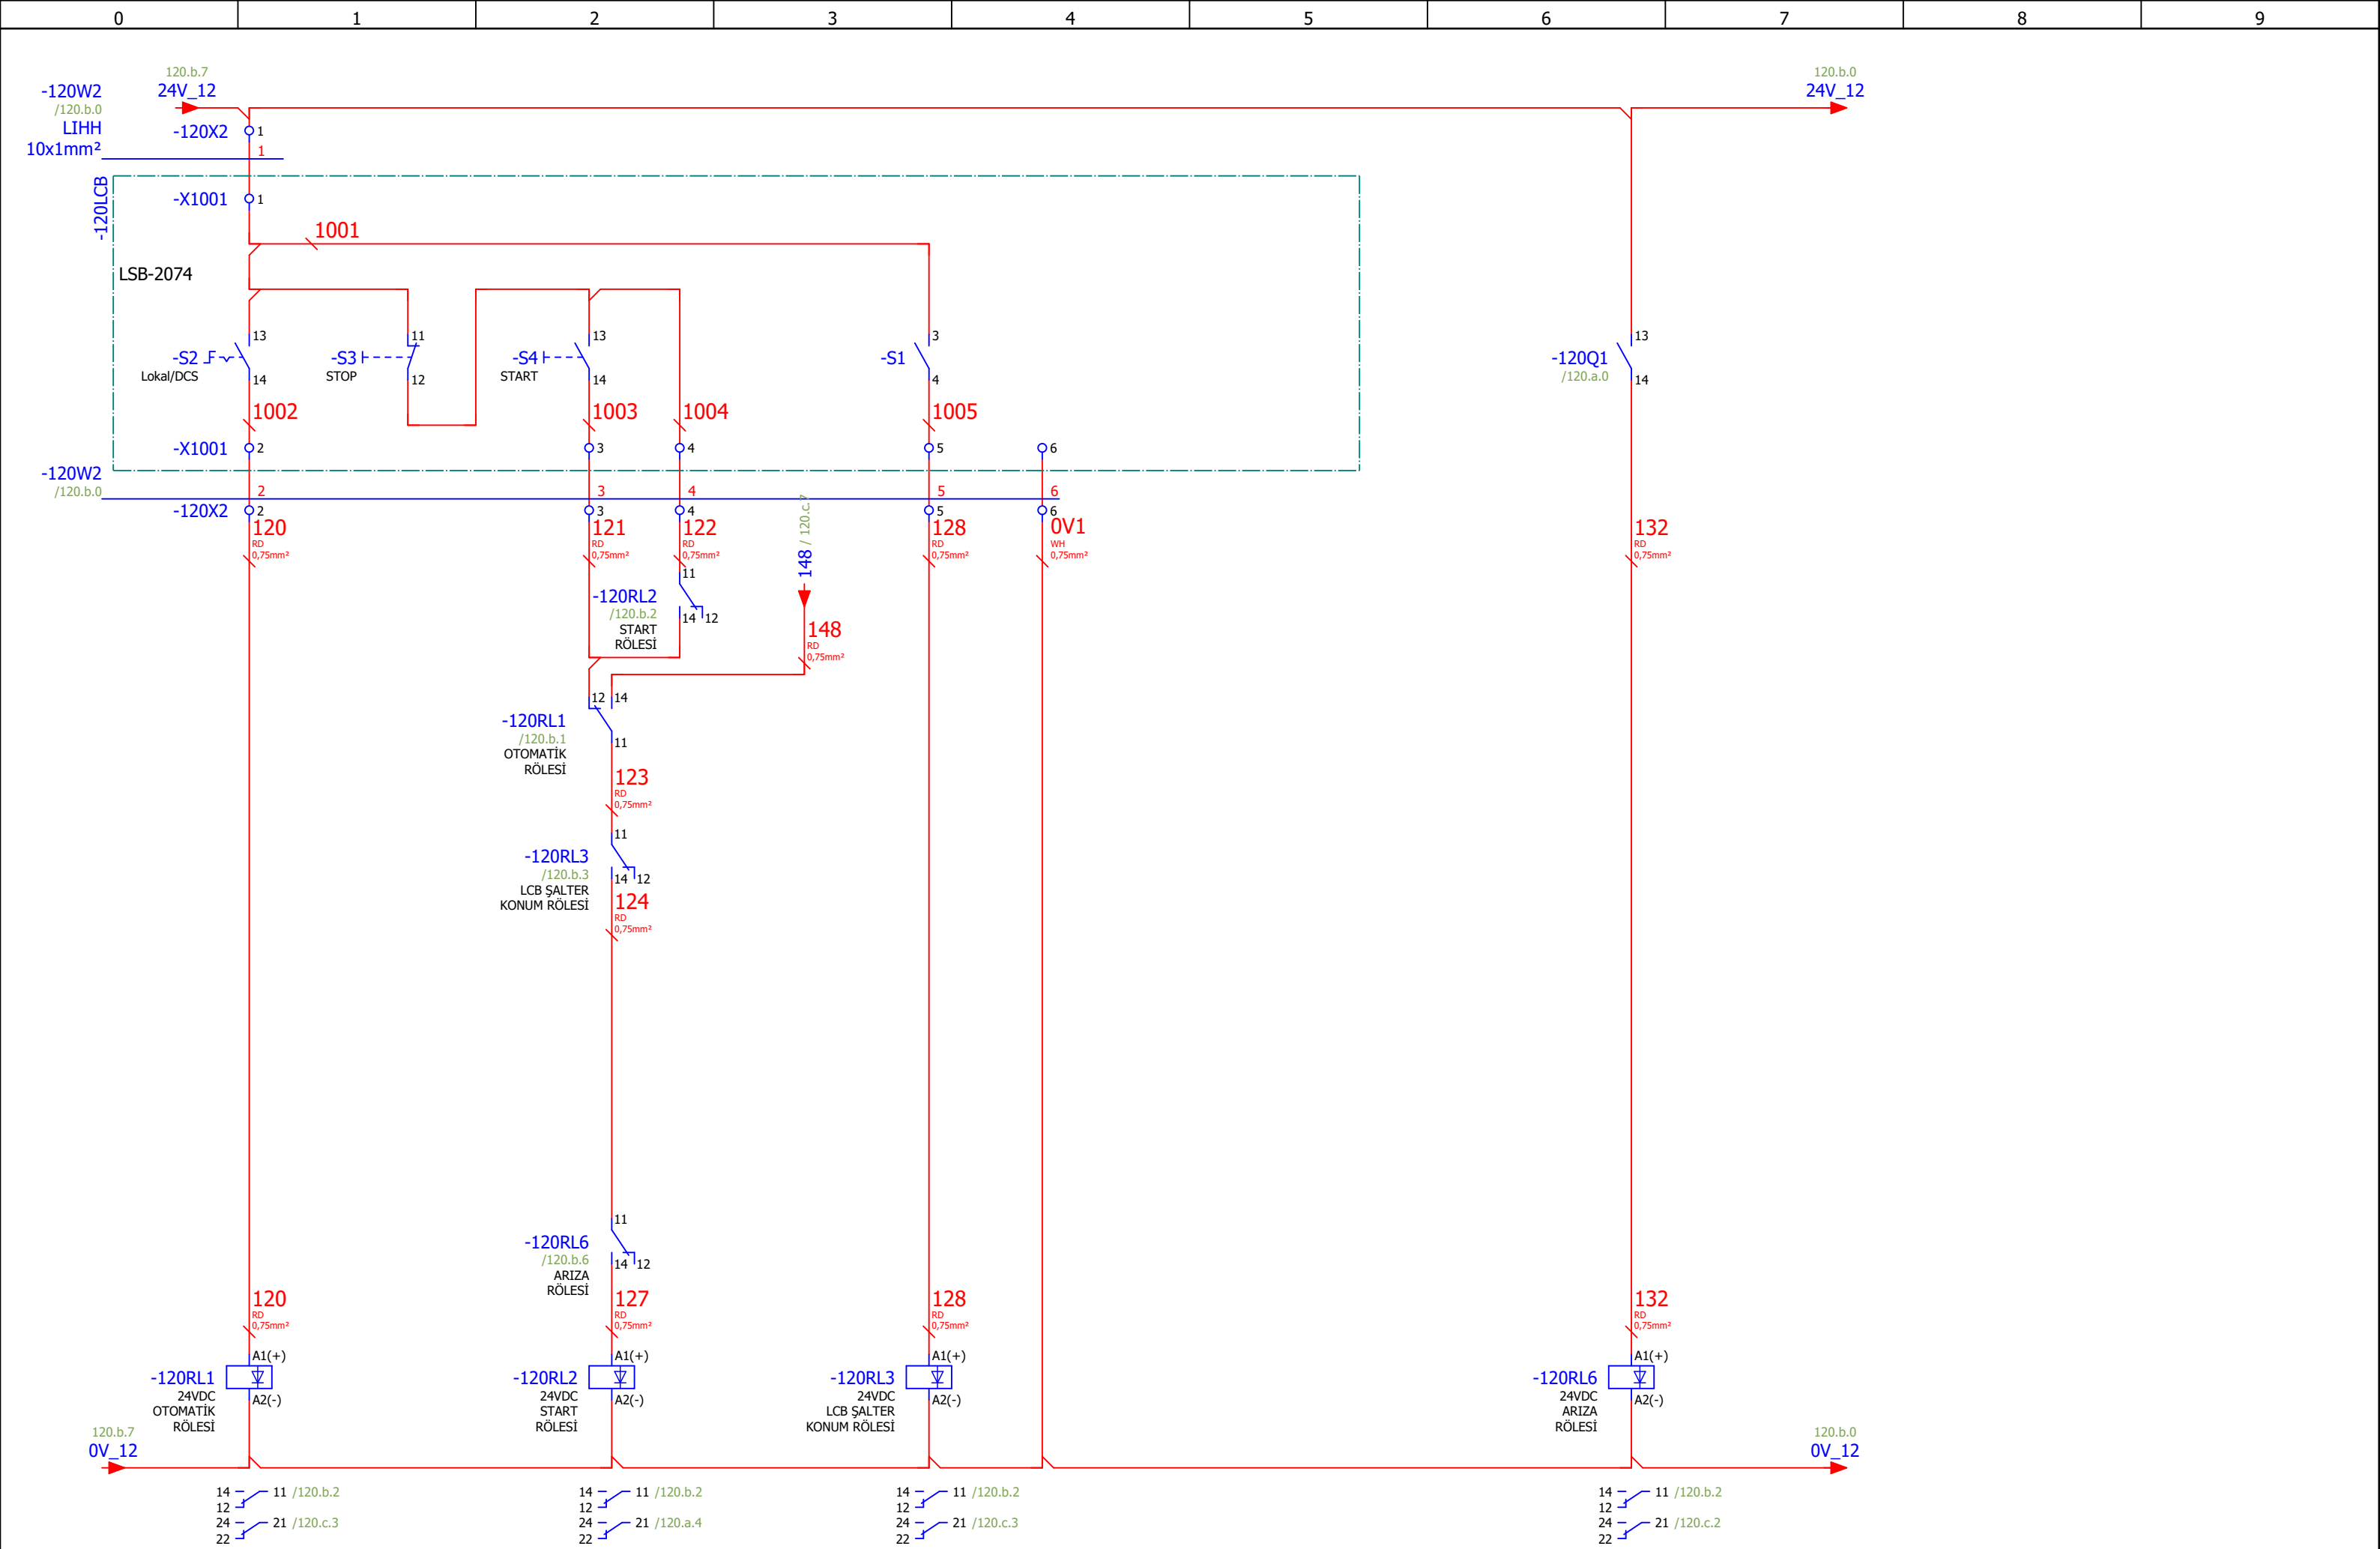 0 1 2 3 4 5 6 7 8 9
120.b.7
24V_12
120.b.0
24V_12
-120W2
/120.b.0
LIHH
10x1mm²
-120X2 1
1
-120LCB
-X1001 1
1001
LSB-2074
13 11 13 3 13
-S2 -S3 -S4 -S1 -120Q1
Lokal/DCS STOP START /120.a.0
14 12 14 4 14
1002 1003 1004 1005
-X1001 2 3 4 5 6
-120W2
/120.b.0
2 3 4 5 6
-120X2 2 3 4 5 6
120 121 122 128 0V1 132
RD RD RD RD WH RD
0,75mm² 0,75mm² 0,75mm² 0,75mm² 0,75mm² 0,75mm²
148 / 120.c.7
11
-120RL2
/120.b.2
14 12
START
RÖLESİ
148
RD
0,75mm²
12 14
-120RL1
/120.b.1
11
OTOMATİK
RÖLESİ
123
RD
0,75mm²
11
-120RL3
/120.b.3
14 12
LCB ŞALTER
KONUM RÖLESİ
124
RD
0,75mm²
11
-120RL6
/120.b.6
14 12
ARIZA
RÖLESİ
120 127 128 132
RD RD RD RD
0,75mm² 0,75mm² 0,75mm² 0,75mm²
A1(+) A1(+) A1(+) A1(+)
-120RL1 -120RL2 -120RL3 -120RL6
24VDC 24VDC 24VDC 24VDC
A2(-) A2(-) A2(-) A2(-)
OTOMATİK START LCB ŞALTER ARIZA
RÖLESİ RÖLESİ KONUM RÖLESİ RÖLESİ
120.b.7
0V_12
120.b.0
0V_12
14 11 /120.b.2 14 11 /120.b.2 14 11 /120.b.2 14 11 /120.b.2
12 12 12 12
24 21 /120.c.3 24 21 /120.a.4 24 21 /120.c.3 24 21 /120.c.2
22 22 22 22